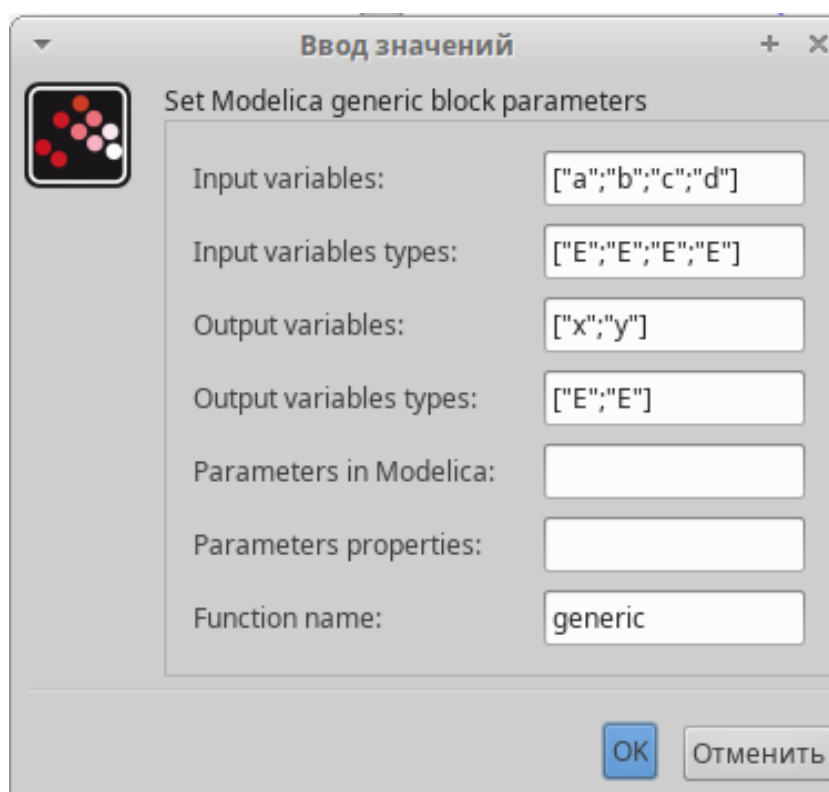 Ввод значений
Set Modelica generic block parameters
Input variables: ["a";"b";"c";"d"]
Input variables types: ["E";"E";"E";"E"]
Output variables: ["x";"y"]
Output variables types: ["E";"E"]
Parameters in Modelica:
Parameters properties:
Function name: generic
OK Отменить